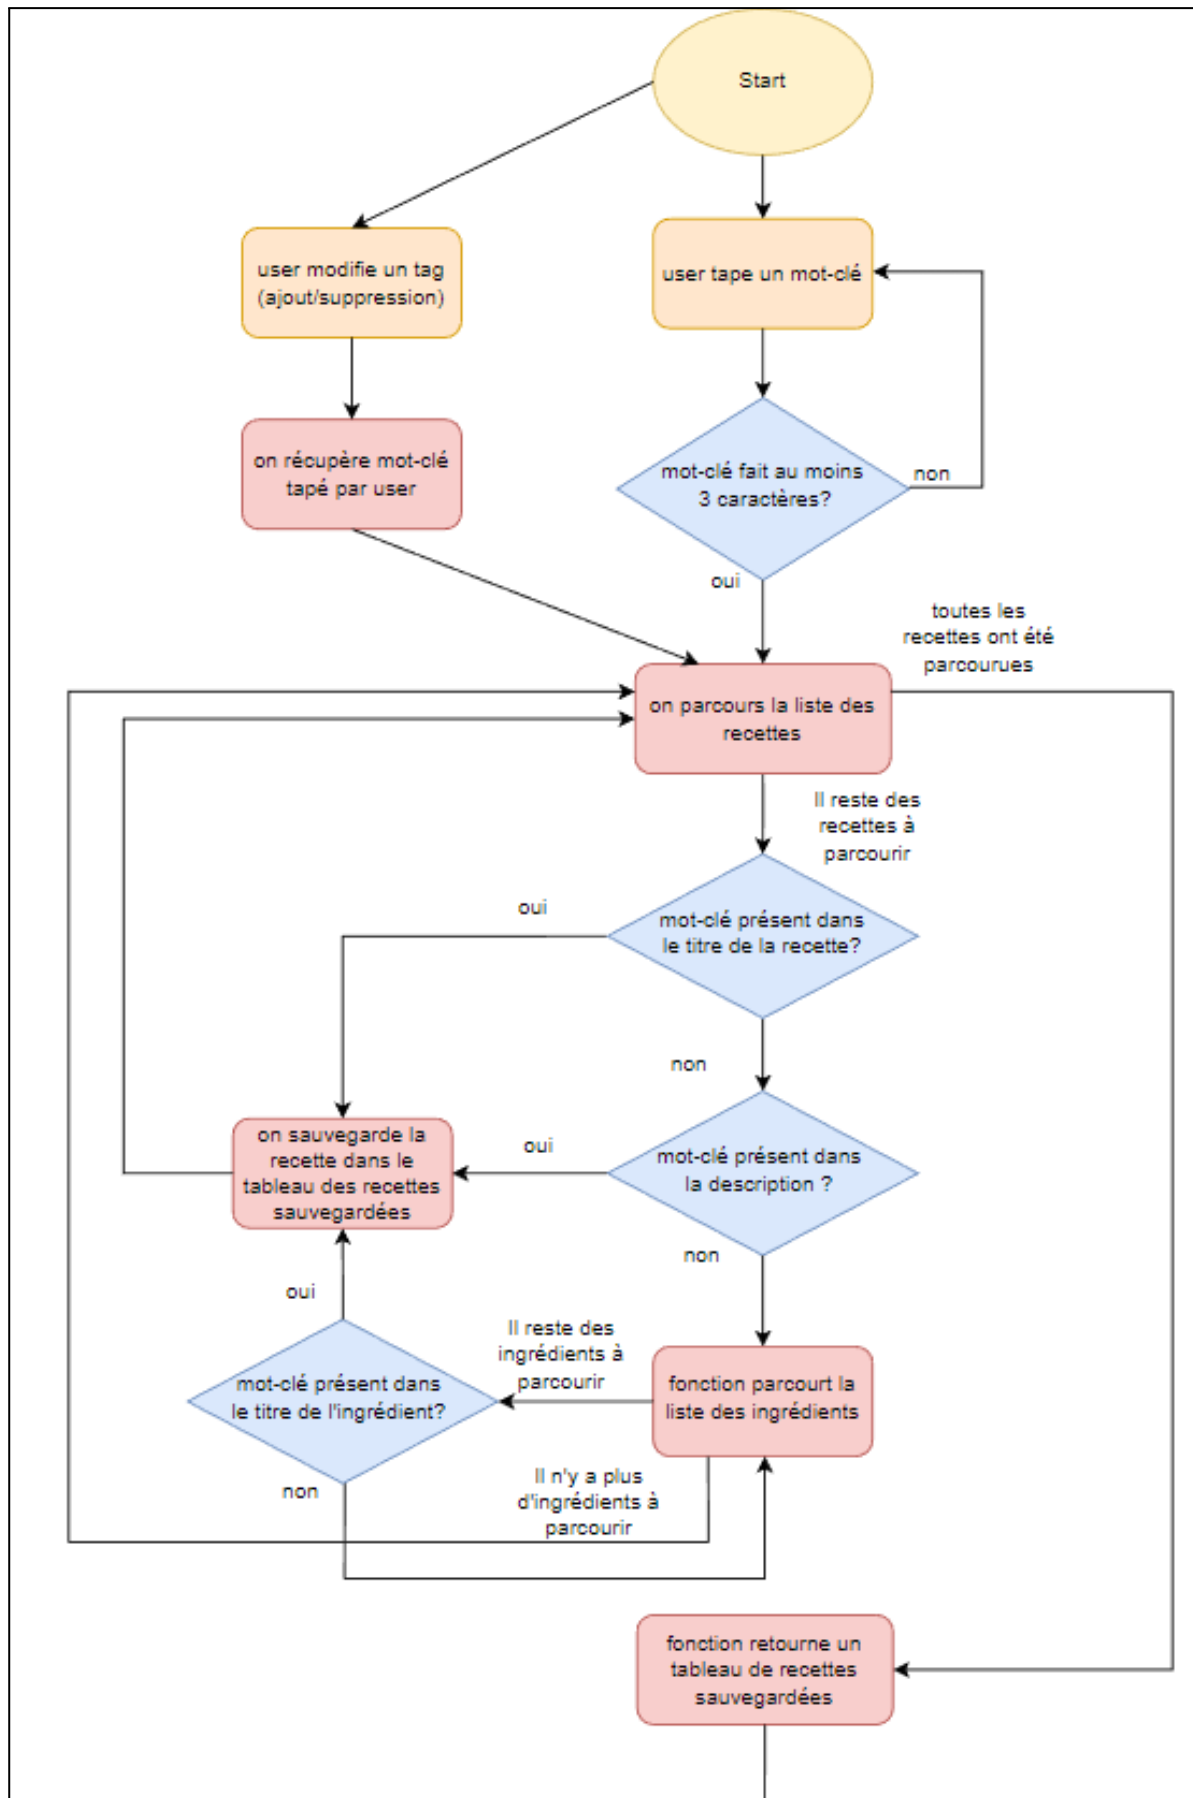 Start
user modifie un tag
(ajout/suppression)
user tape un mot-clé
on récupère mot-clé
tapé par user
mot-clé fait au moins
3 caractères?
non
oui
toutes les
recettes ont été
parcourues
on parcours la liste des
recettes
Il reste des
recettes à
parcourir
oui
mot-clé présent dans
le titre de la recette?
non
on sauvegarde la
recette dans le
tableau des recettes
sauvegardées
oui
mot-clé présent dans
la description ?
non
oui
Il reste des
ingrédients à
parcourir
mot-clé présent dans
le titre de l'ingrédient?
fonction parcourt la
liste des ingrédients
non
Il n'y a plus
d'ingrédients à
parcourir
fonction retourne un
tableau de recettes
sauvegardées